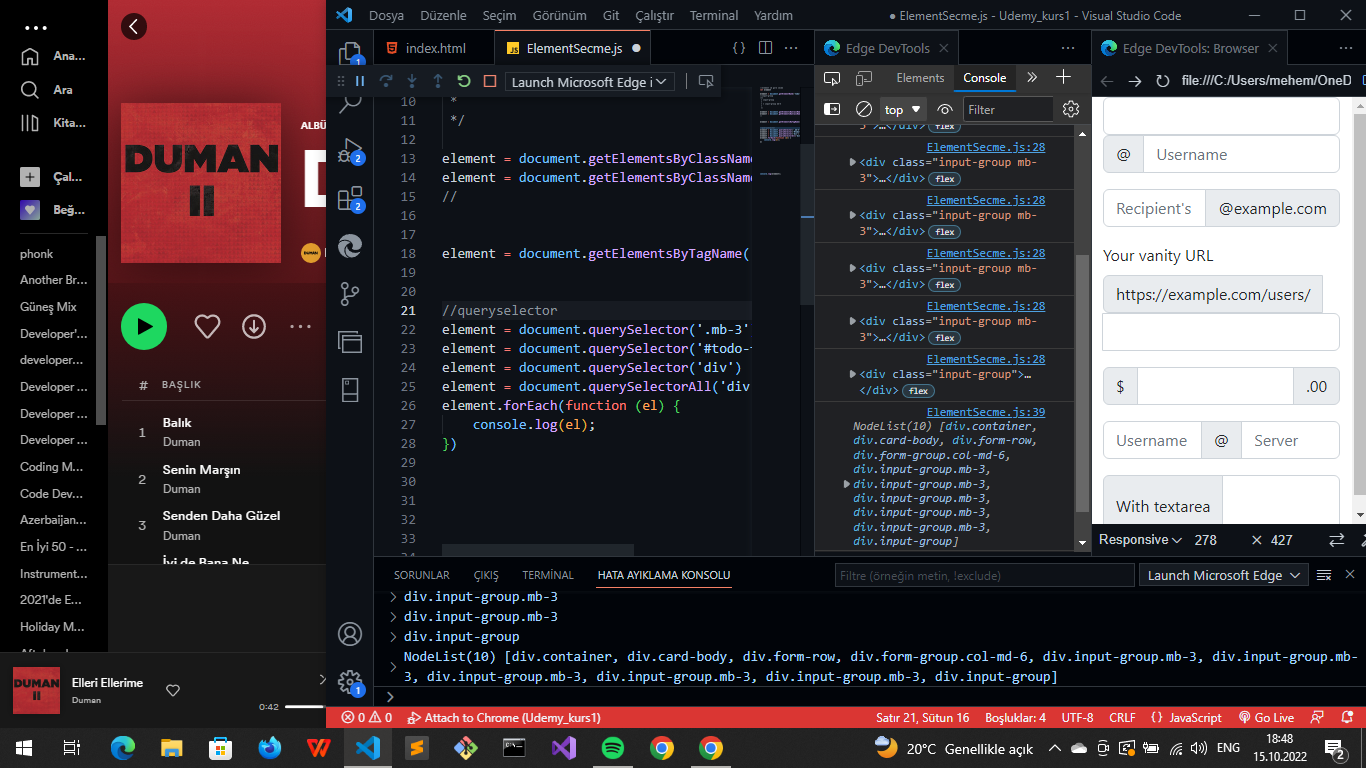 Ana...
Ara
Kita...
Çal...
Beğ...
phonk
Another Br...
Güneş Mix
Developer'...
developer...
Developer ...
Developer ...
Developer ...
Coding M...
Code Dev...
Azerbaijan...
En İyi 50 - ...
Instrument...
2021'de E...
Holiday M...
DUMAN
II
ALBÜ
# BAŞLIK
1 Balık
Duman
2 Senin Marşın
Duman
3 Senden Daha Güzel
Duman
İyi de Bana Ne
DUMAN
II
Elleri Ellerime
Duman
0:42
Dosya Düzenle Seçim Görünüm Git Çalıştır Terminal Yardım
● ElementSecme.js - Udemy_kurs1 - Visual Studio Code
index.html
JS ElementSecme.js
Launch Microsoft Edge i
10 *
11 */
12
13 element = document.getElementsByClassName
14 element = document.getElementsByClassName
15 //
16
17
18 element = document.getElementsByTagName(
19
20
21 //queryselector
22 element = document.querySelector('.mb-3'
23 element = document.querySelector('#todo-
24 element = document.querySelector('div')
25 element = document.querySelectorAll('div
26 element.forEach(function (el) {
27 console.log(el);
28 })
29
30
31
32
33
Edge DevTools
Elements Console
top Filter
3">…</div> flex
ElementSecme.js:28
<div class="input-group mb-
3">…</div> flex
ElementSecme.js:28
<div class="input-group mb-
3">…</div> flex
ElementSecme.js:28
<div class="input-group mb-
3">…</div> flex
ElementSecme.js:28
<div class="input-group mb-
3">…</div> flex
ElementSecme.js:28
<div class="input-group">…
</div> flex
ElementSecme.js:39
NodeList(10) [div.container,
div.card-body, div.form-row,
div.form-group.col-md-6,
div.input-group.mb-3,
div.input-group.mb-3,
div.input-group.mb-3,
div.input-group.mb-3,
div.input-group.mb-3,
div.input-group]
Edge DevTools: Browser
file:///C:/Users/mehem/OneD
@ Username
Recipient's @example.com
Your vanity URL
https://example.com/users/
$ .00
Username @ Server
With textarea
Responsive 278 × 427
SORUNLAR ÇIKIŞ TERMİNAL HATA AYIKLAMA KONSOLU
Filtre (örneğin metin, !exclude)
Launch Microsoft Edge
div.input-group.mb-3
div.input-group.mb-3
div.input-group
NodeList(10) [div.container, div.card-body, div.form-row, div.form-group.col-md-6, div.input-group.mb-3, div.input-group.mb-
3, div.input-group.mb-3, div.input-group.mb-3, div.input-group.mb-3, div.input-group]
0 0 Attach to Chrome (Udemy_kurs1)
Satır 21, Sütun 16 Boşluklar: 4 UTF-8 CRLF {} JavaScript Go Live
20°C Genellikle açık
ENG
18:48
15.10.2022
2